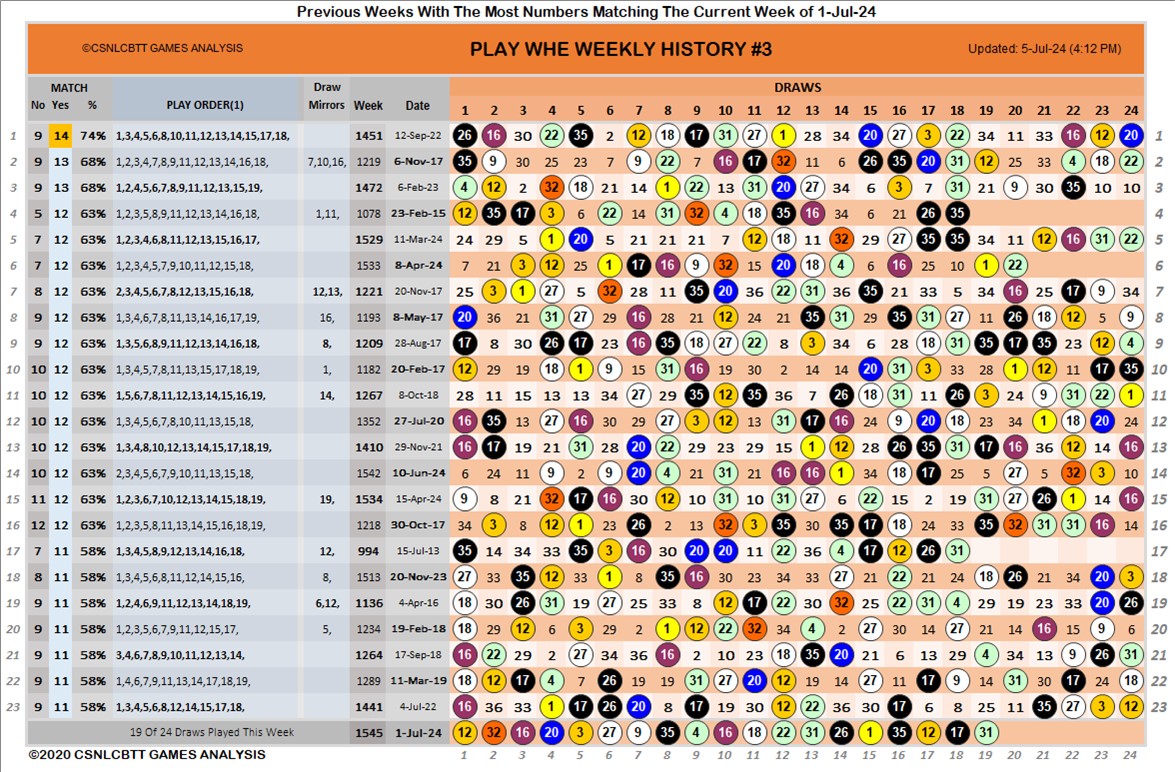 Previous Weeks With The Most Numbers Matching The Current Week of 1-Jul-24
©CSNLCBTT GAMES ANALYSIS PLAY WHE WEEKLY HISTORY #3 Updated: 5-Jul-24 (4:12 PM)
MATCH Draw DRAWS
No Yes % PLAY ORDER(1) Mirrors Week Date 1 2 3 4 5 6 7 8 9 10 11 12 13 14 15 16 17 18 19 20 21 22 23 24
1 9 14 74% 1,3,4,5,6,8,10,11,12,13,14,15,17,18, 1451 12-Sep-22 26 16 30 22 35 2 12 18 17 31 27 1 28 34 20 27 3 22 34 11 33 16 12 20 1
2 9 13 68% 1,2,3,4,7,8,9,11,12,13,14,16,18, 7,10,16, 1219 6-Nov-17 35 9 30 25 23 7 9 22 7 16 17 32 11 6 26 35 20 31 12 25 33 4 18 22 2
3 9 13 68% 1,2,4,5,6,7,8,9,11,12,13,15,19, 1472 6-Feb-23 4 12 2 32 18 21 14 1 22 13 31 20 27 34 6 3 7 31 21 9 30 35 10 10 3
4 5 12 63% 1,2,3,5,8,9,11,12,13,14,16,18, 1,11, 1078 23-Feb-15 12 35 17 3 6 22 14 31 32 4 18 35 16 34 6 21 26 35 4
5 7 12 63% 1,2,3,4,6,8,11,12,13,15,16,17, 1529 11-Mar-24 24 29 5 1 20 5 21 21 21 7 12 18 11 32 29 27 35 35 34 11 12 16 31 22 5
6 7 12 63% 1,2,3,4,5,7,9,10,11,12,15,18, 1533 8-Apr-24 7 21 3 12 25 1 17 16 9 32 15 20 18 4 6 16 25 10 1 22 6
7 8 12 63% 2,3,4,5,6,7,8,12,13,15,16,18, 12,13, 1221 20-Nov-17 25 3 1 27 5 32 28 11 35 20 36 22 31 36 35 21 33 5 34 16 25 17 9 34 7
8 9 12 63% 1,3,5,6,8,11,13,14,16,17,19, 16, 1193 8-May-17 20 36 21 31 27 29 16 28 21 12 24 21 35 31 29 35 31 27 11 26 18 12 5 9 8
9 9 12 63% 1,3,5,6,8,9,11,12,13,14,18,19, 8, 1209 28-Aug-17 17 8 30 26 17 23 16 35 18 27 22 8 3 34 6 28 18 31 35 17 35 23 12 4 9
10 10 12 63% 1,3,4,5,7,8,11,13,15,17,18,19, 1, 1182 20-Feb-17 12 29 19 18 1 9 15 31 16 19 30 2 14 14 20 31 3 33 28 1 12 11 17 35 10
11 10 12 63% 1,5,6,7,8,11,12,13,14,15,16,19, 14, 1267 8-Oct-18 28 11 15 13 13 34 27 29 35 12 35 36 7 26 18 31 11 26 3 24 9 31 22 1 11
12 10 12 63% 1,3,4,5,6,7,8,10,11,13,15,18, 1352 27-Jul-20 16 35 13 27 16 30 29 27 3 12 13 31 17 16 24 9 20 18 23 34 1 18 20 24 12
13 10 12 63% 1,3,4,8,10,12,13,14,15,17,18,19, 1410 29-Nov-21 16 17 19 21 31 28 20 22 29 23 29 15 1 12 28 26 35 31 17 16 36 12 14 16 13
14 10 12 63% 2,3,4,5,6,7,9,10,11,13,15,18, 1542 10-Jun-24 6 24 11 9 2 9 20 4 21 31 21 16 16 1 34 18 17 25 5 27 5 32 3 10 14
15 11 12 63% 1,2,3,6,7,10,12,13,14,15,18,19, 19, 1534 15-Apr-24 9 8 21 32 17 16 30 12 10 31 10 31 27 6 22 15 2 19 31 27 26 1 14 16 15
16 12 12 63% 1,2,3,5,8,11,13,14,15,16,18,19, 1218 30-Oct-17 34 3 8 12 1 23 26 2 13 32 3 35 30 35 17 18 24 33 35 32 31 31 16 14 16
17 7 11 58% 1,3,4,5,8,9,12,13,14,16,18, 12, 994 15-Jul-13 35 14 34 33 35 3 16 30 20 20 11 22 36 4 17 12 26 31 17
18 8 11 58% 1,3,4,5,6,8,11,12,14,15,16, 8, 1513 20-Nov-23 27 33 35 12 33 1 8 35 16 30 23 34 33 27 21 22 21 24 18 26 21 34 20 3 18
19 9 11 58% 1,2,4,6,9,11,12,13,14,18,19, 6,12, 1136 4-Apr-16 18 30 26 31 19 27 25 33 8 12 17 22 30 32 25 22 31 4 29 19 23 33 20 26 19
20 9 11 58% 1,2,3,5,6,7,9,11,12,15,17, 5, 1234 19-Feb-18 18 29 12 6 3 29 2 1 12 22 32 34 4 2 27 30 14 27 21 14 16 15 9 6 20
21 9 11 58% 3,4,6,7,8,9,10,11,12,13,14, 1264 17-Sep-18 16 22 29 2 27 34 36 16 2 10 23 18 35 20 21 6 13 29 4 34 13 9 26 31 21
22 9 11 58% 1,4,6,7,9,11,13,14,17,18,19, 1289 11-Mar-19 18 12 17 4 7 26 19 19 31 27 20 12 19 14 27 11 17 9 14 31 30 17 24 18 22
23 9 11 58% 1,3,4,5,6,8,12,14,15,17,18, 1441 4-Jul-22 16 36 33 1 17 26 20 8 17 19 30 12 22 36 30 17 6 8 25 11 35 27 3 12 23
19 Of 24 Draws Played This Week 1545 1-Jul-24 12 32 16 20 3 27 9 35 4 16 18 22 31 26 1 35 12 17 31
©2020 CSNLCBTT GAMES ANALYSIS 1 2 3 4 5 6 7 8 9 10 11 12 13 14 15 16 17 18 19 20 21 22 23 24